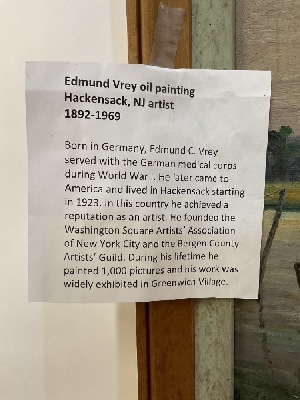 Edmund Vrey oil painting
Hackensack, NJ artist
1892-1969
Born in Germany, Edmund C. Vrey
served with the German medical corps
during World War I. He later came to
America and lived in Hackensack starting
in 1923. In this country he achieved a
reputation as an artist. He founded the
Washington Square Artists' Association
of New York City and the Bergen County
Artists' Guild. During his lifetime he
painted 1,000 pictures and his work was
widely exhibited in Greenwich Village.